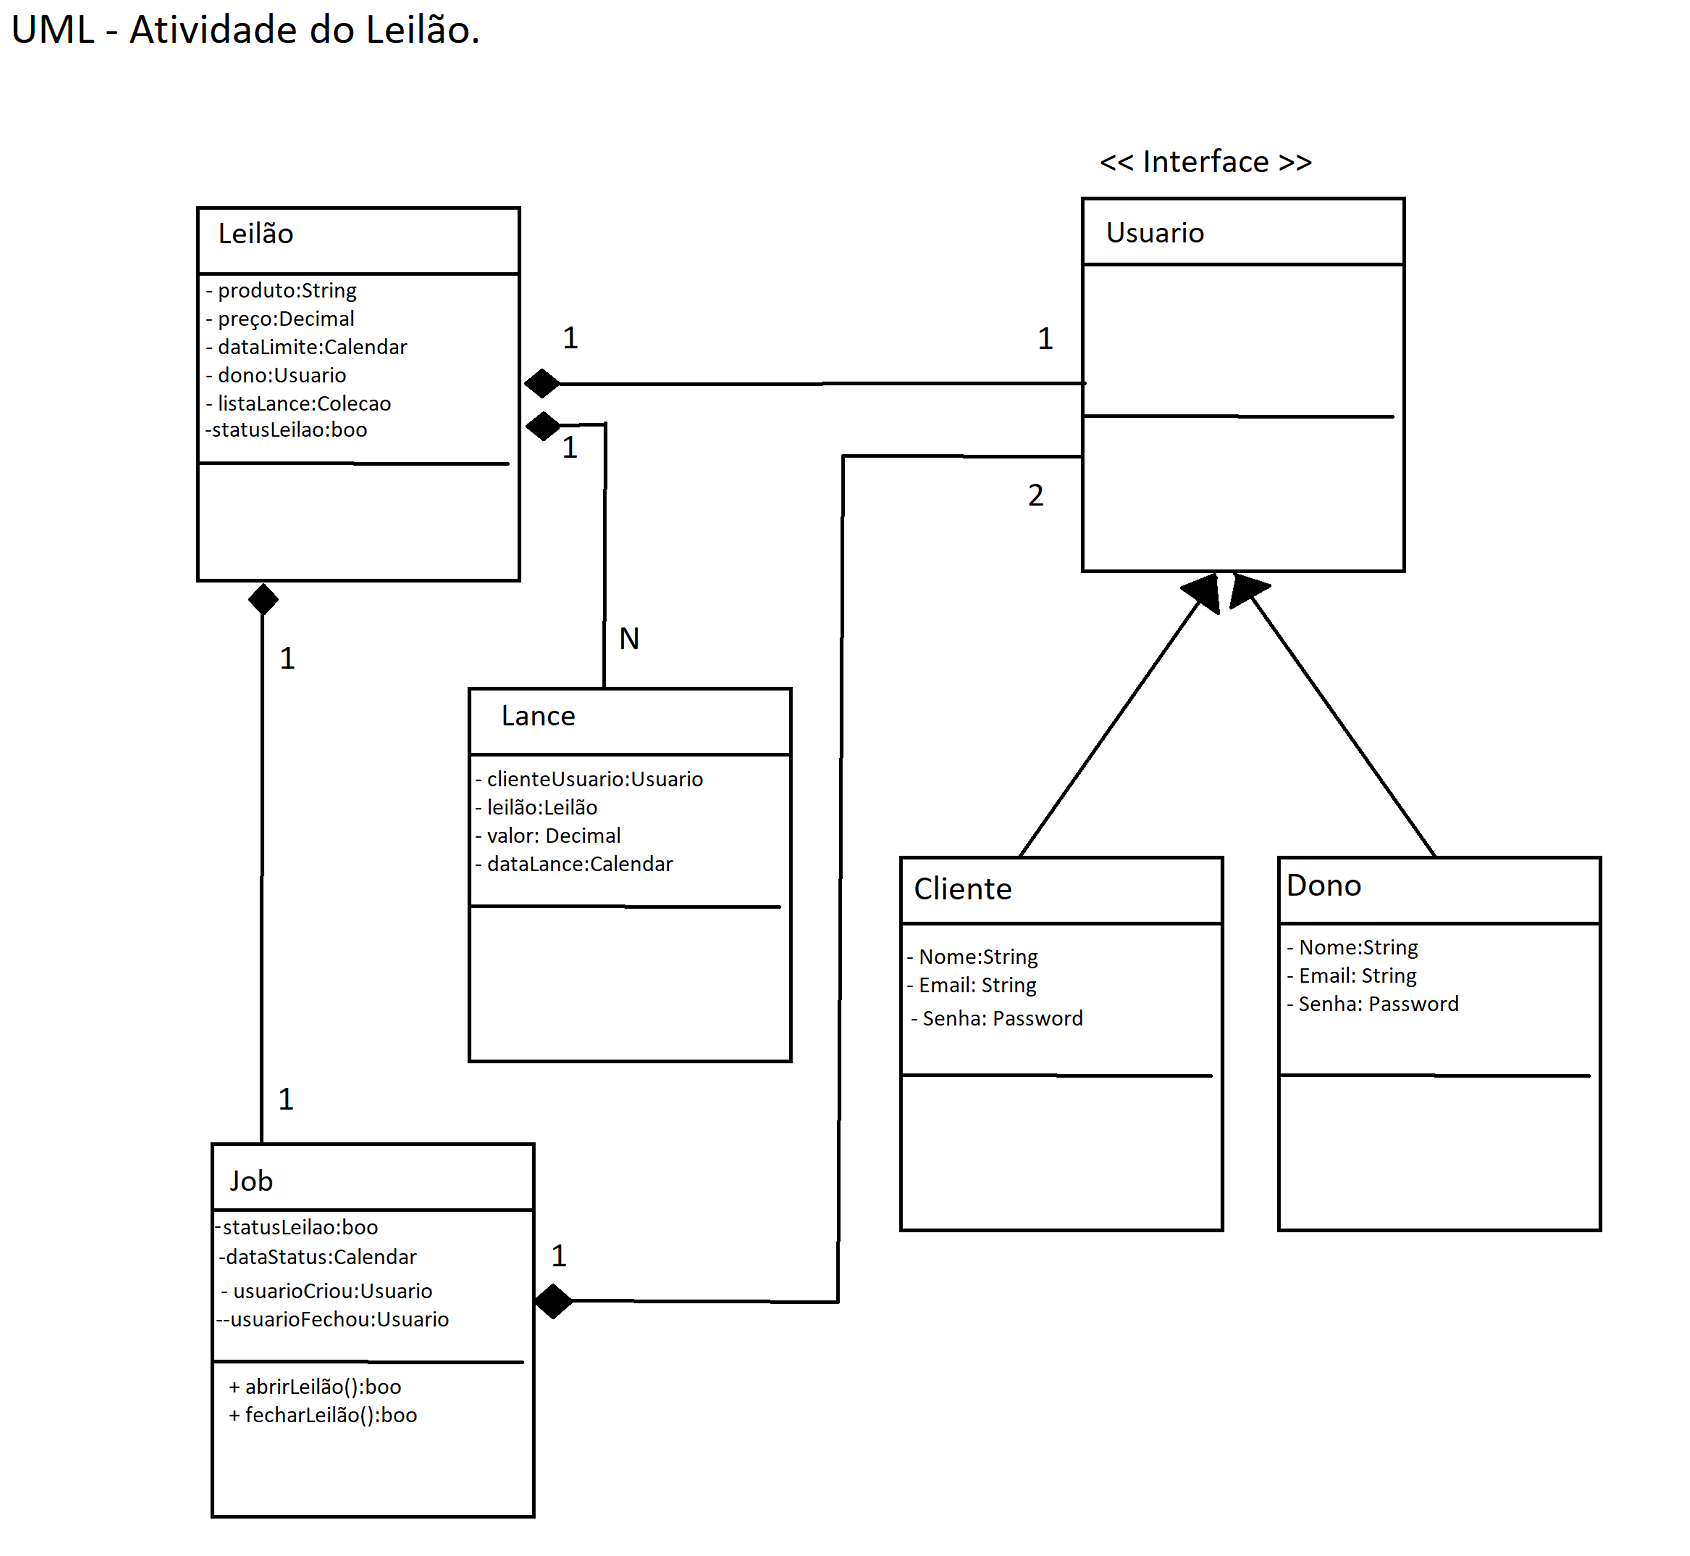 UML - Atividade do Leilão.
<< Interface >>
Leilão
- produto:String
- preço:Decimal
- dataLimite:Calendar
- dono:Usuario
- listaLance:Colecao
-statusLeilao:boo
Usuario
1
1
1
2
N
1
Lance
- clienteUsuario:Usuario
- leilão:Leilão
- valor: Decimal
- dataLance:Calendar
Cliente
- Nome:String
- Email: String
- Senha: Password
Dono
- Nome:String
- Email: String
- Senha: Password
1
Job
-statusLeilao:boo
-dataStatus:Calendar
- usuarioCriou:Usuario
--usuarioFechou:Usuario
+ abrirLeilão():boo
+ fecharLeilão():boo
1